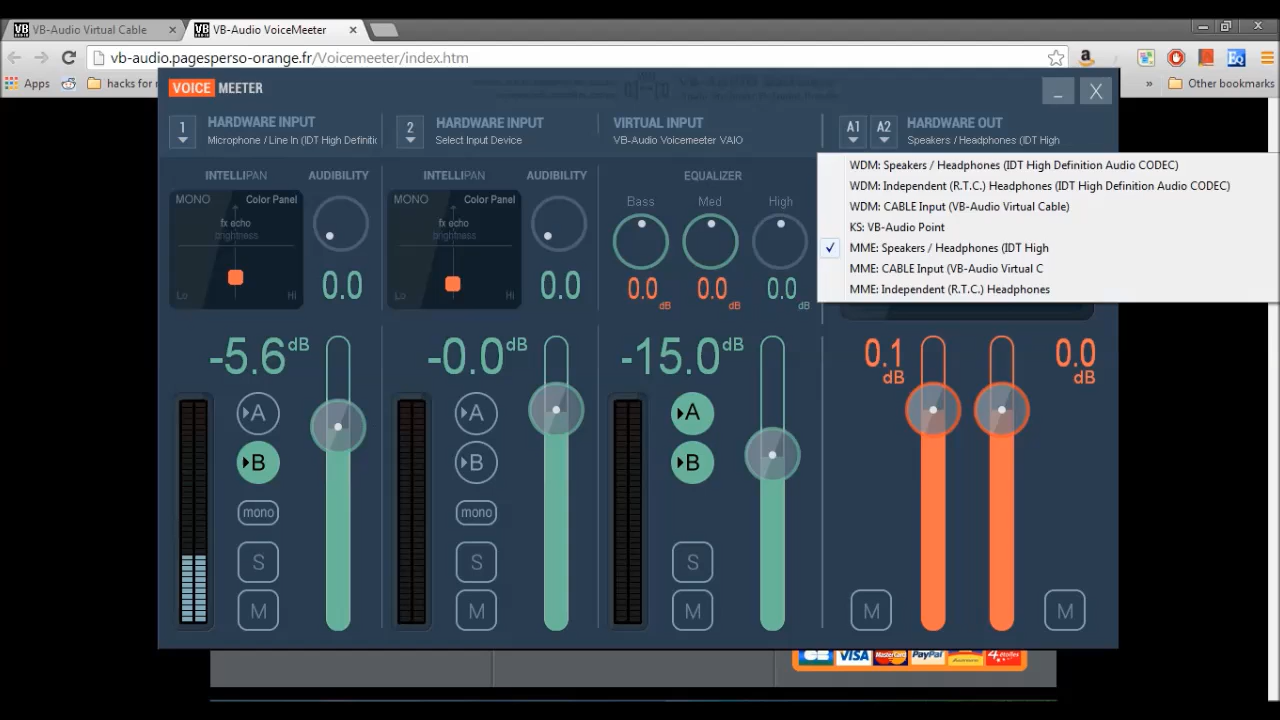 VB-Audio Virtual Cable
VB-Audio VoiceMeeter
vb-audio.pagesperso-orange.fr/Voicemeeter/index.htm
Apps
hacks for
Other bookmarks
VOICE MEETER
1 HARDWARE INPUT
Microphone / Line In (IDT High Definitic
2 HARDWARE INPUT
Select Input Device
VIRTUAL INPUT
VB-Audio Voicemeeter VAIO
A1 A2 HARDWARE OUT
Speakers / Headphones (IDT High
WDM: Speakers / Headphones (IDT High Definition Audio CODEC)
WDM: Independent (R.T.C.) Headphones (IDT High Definition Audio CODEC)
WDM: CABLE Input (VB-Audio Virtual Cable)
KS: VB-Audio Point
MME: Speakers / Headphones (IDT High
MME: CABLE Input (VB-Audio Virtual C
MME: Independent (R.T.C.) Headphones
INTELLIPAN AUDIBILITY
MONO Color Panel
fx echo
brightness
Lo Hi
0.0
INTELLIPAN AUDIBILITY
MONO Color Panel
fx echo
brightness
Lo Hi
0.0
EQUALIZER
Bass Med High
0.0 0.0 0.0
dB dB dB
-5.6 dB
A
B
mono
S
M
-0.0 dB
A
B
mono
S
M
-15.0 dB
A
B
S
M
0.1 dB
0.0 dB
M M
CB VISA MasterCard PayPal
4 étoiles